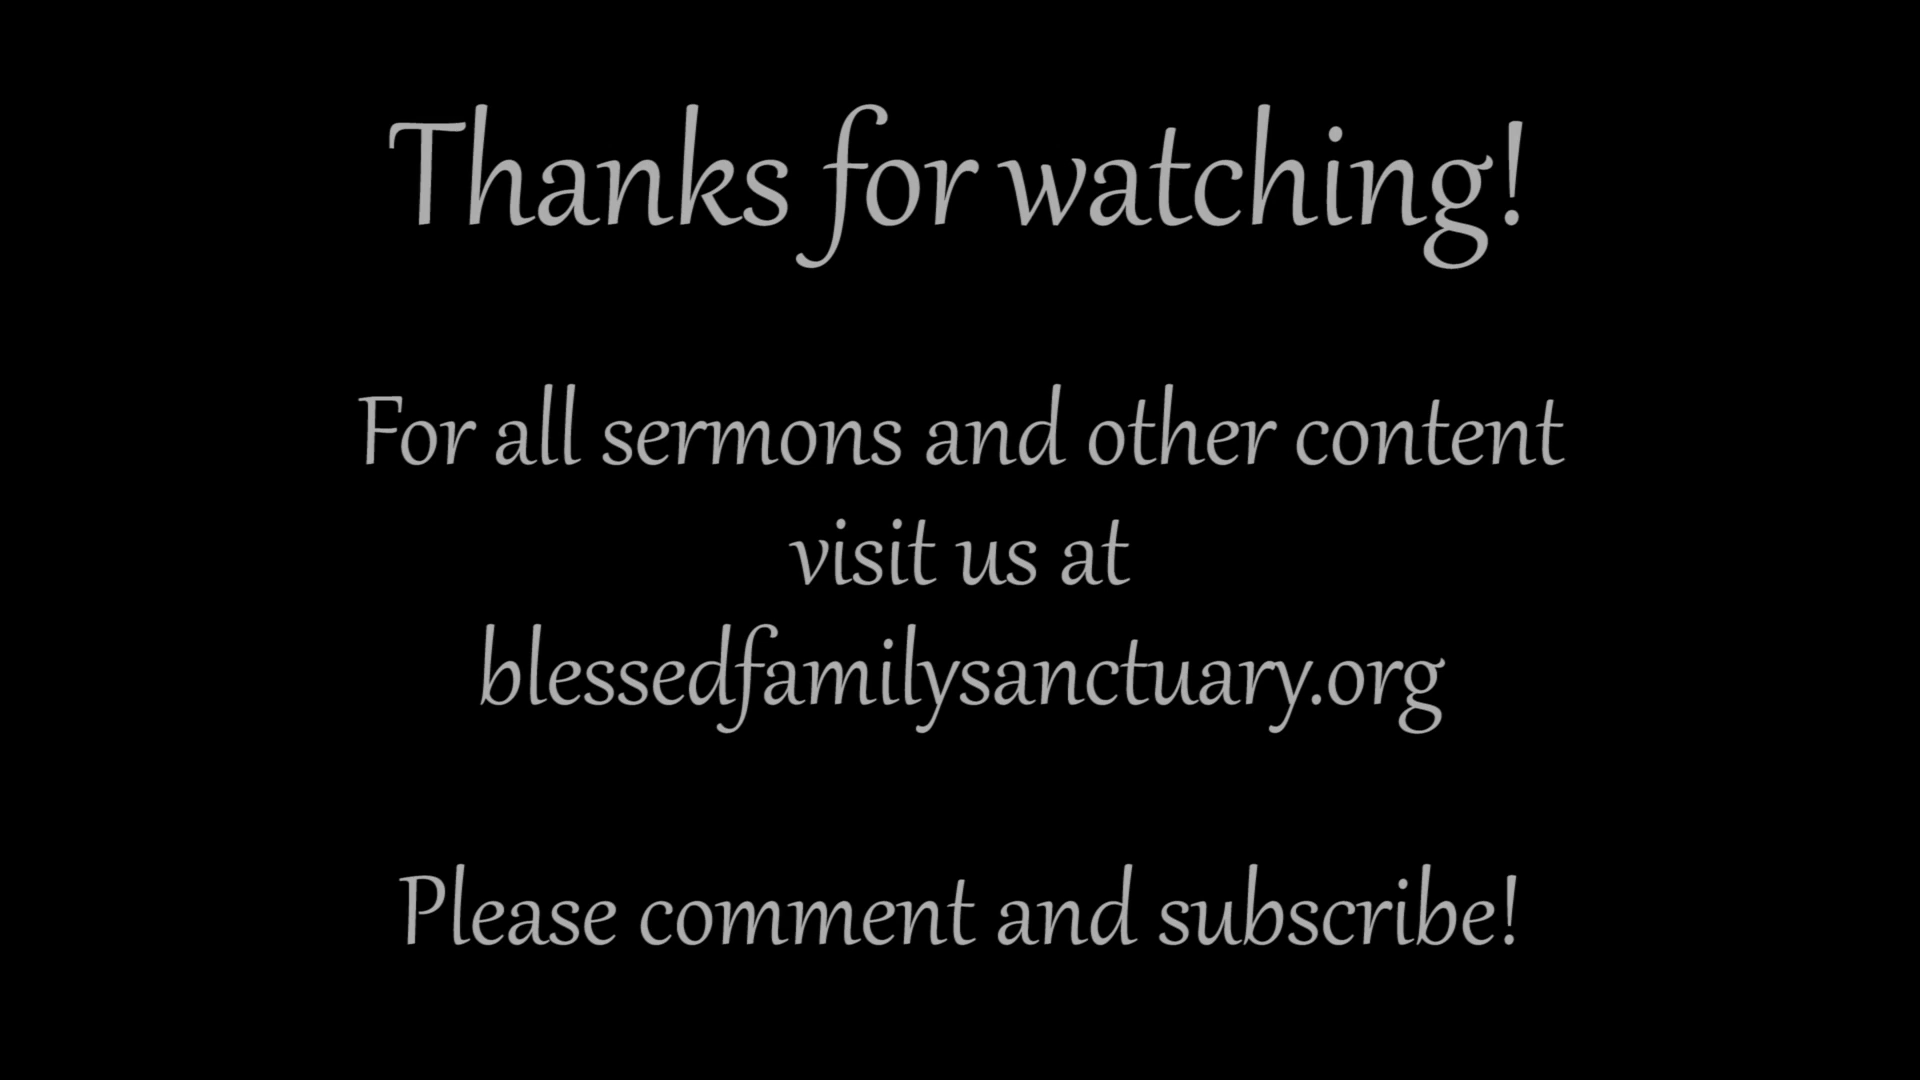 Thanks for watching!
For all sermons and other content
visit us at
blessedfamilysanctuary.org
Please comment and subscribe!